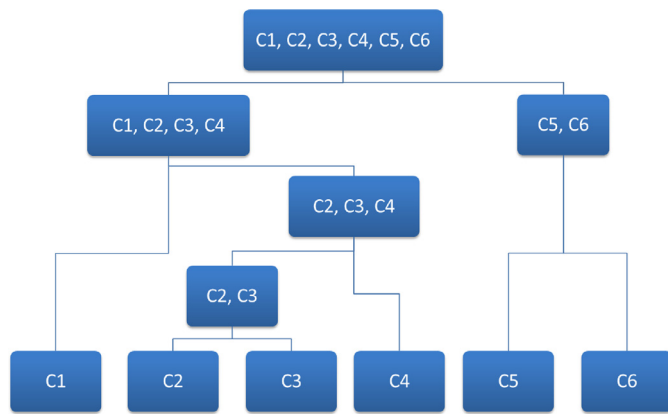 C1, C2, C3, C4, C5, C6
C1, C2, C3, C4
C5, C6
C2, C3, C4
C2, C3
C1
C2
C3
C4
C5
C6